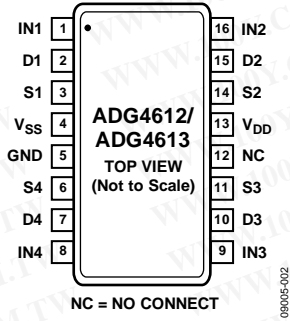 IN1 1 16 IN2
D1 2 15 D2
S1 3 14 S2
VSS 4 13 VDD
GND 5 12 NC
S4 6 11 S3
D4 7 10 D3
IN4 8 9 IN3
ADG4612/
ADG4613
TOP VIEW
(Not to Scale)
NC = NO CONNECT
09005-002